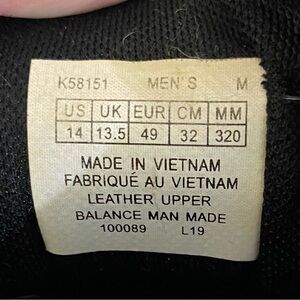 K58151 MEN'S M
US UK EUR CM MM
14 13.5 49 32 320
MADE IN VIETNAM
FABRIQUÉ AU VIETNAM
LEATHER UPPER
BALANCE MAN MADE
100089 L19